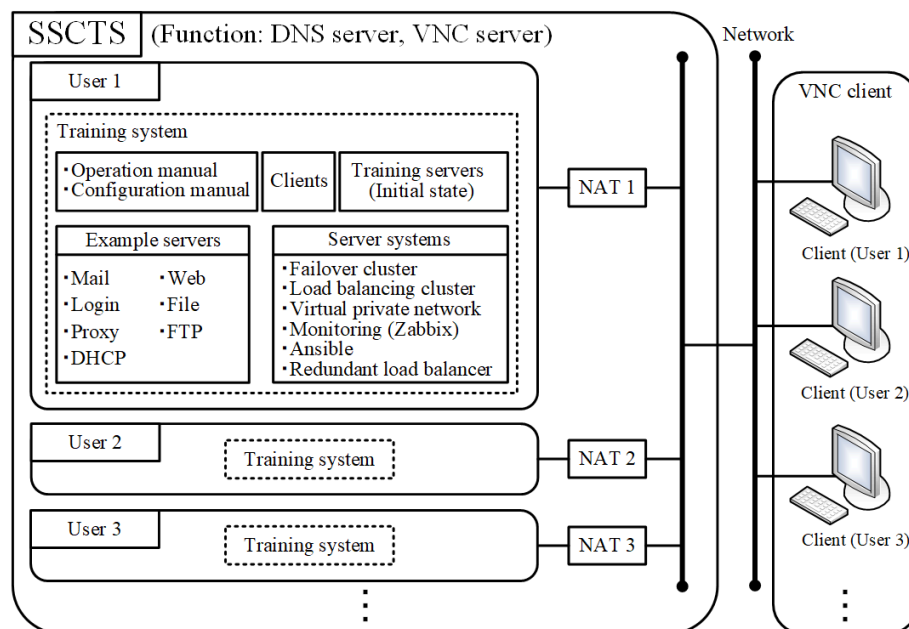 SSCTS (Function: DNS server, VNC server)
Network
User 1
Training system
・Operation manual
・Configuration manual
Clients
Training servers
(Initial state)
Example servers
・Mail ・Web
・Login ・File
・Proxy ・FTP
・DHCP
Server systems
・Failover cluster
・Load balancing cluster
・Virtual private network
・Monitoring (Zabbix)
・Ansible
・Redundant load balancer
NAT 1
User 2
Training system
NAT 2
User 3
Training system
NAT 3
VNC client
Client (User 1)
Client (User 2)
Client (User 3)